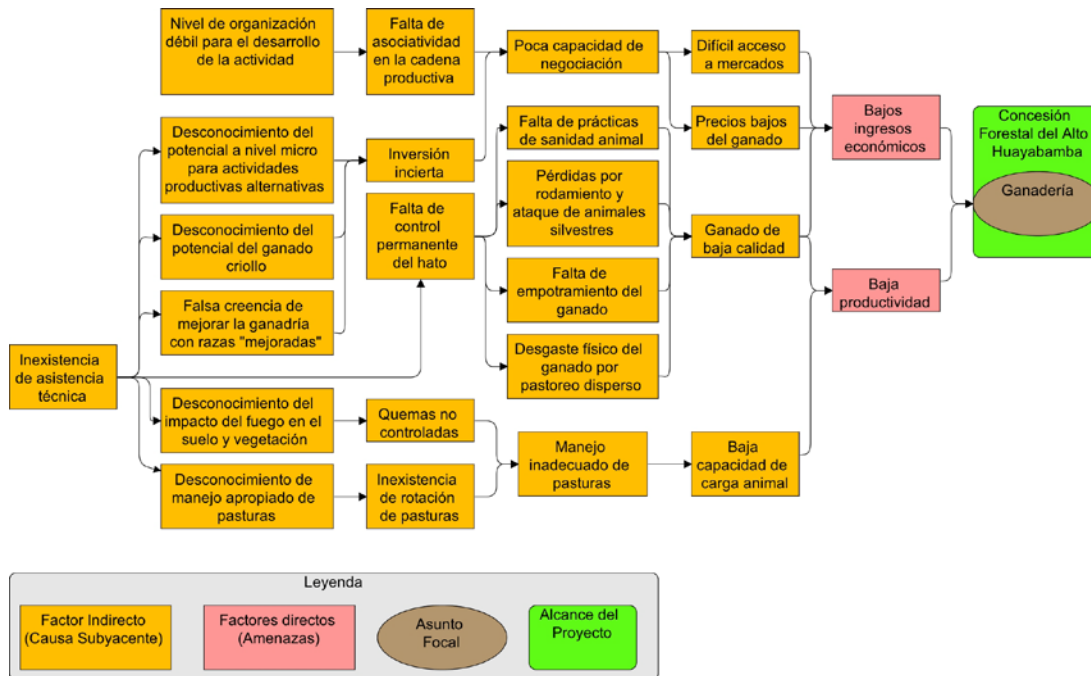 Nivel de organización
débil para el desarrollo
de la actividad
Falta de
asociatividad
en la cadena
productiva
Poca capacidad de
negociación
Difícil acceso
a mercados
Desconocimiento del
potencial a nivel micro
para actividades
productivas alternativas
Inversión
incierta
Falta de prácticas
de sanidad animal
Precios bajos
del ganado
Bajos
ingresos
económicos
Concesión
Forestal del Alto
Huayabamba
Ganadería
Desconocimiento del
potencial del ganado
criollo
Falta de
control
permanente
del hato
Pérdidas por
rodamiento y
ataque de animales
silvestres
Ganado de
baja calidad
Falsa creencia de
mejorar la ganadría
con razas "mejoradas"
Falta de
empotramiento del
ganado
Baja
productividad
Inexistencia
de asistencia
técnica
Desgaste físico del
ganado por
pastoreo disperso
Desconocimiento del
impacto del fuego en el
suelo y vegetación
Quemas no
controladas
Manejo
inadecuado de
pasturas
Baja
capacidad de
carga animal
Desconocimiento de
manejo apropiado de
pasturas
Inexistencia
de rotación
de pasturas
Leyenda
Factor Indirecto
(Causa Subyacente)
Factores directos
(Amenazas)
Asunto
Focal
Alcance del
Proyecto